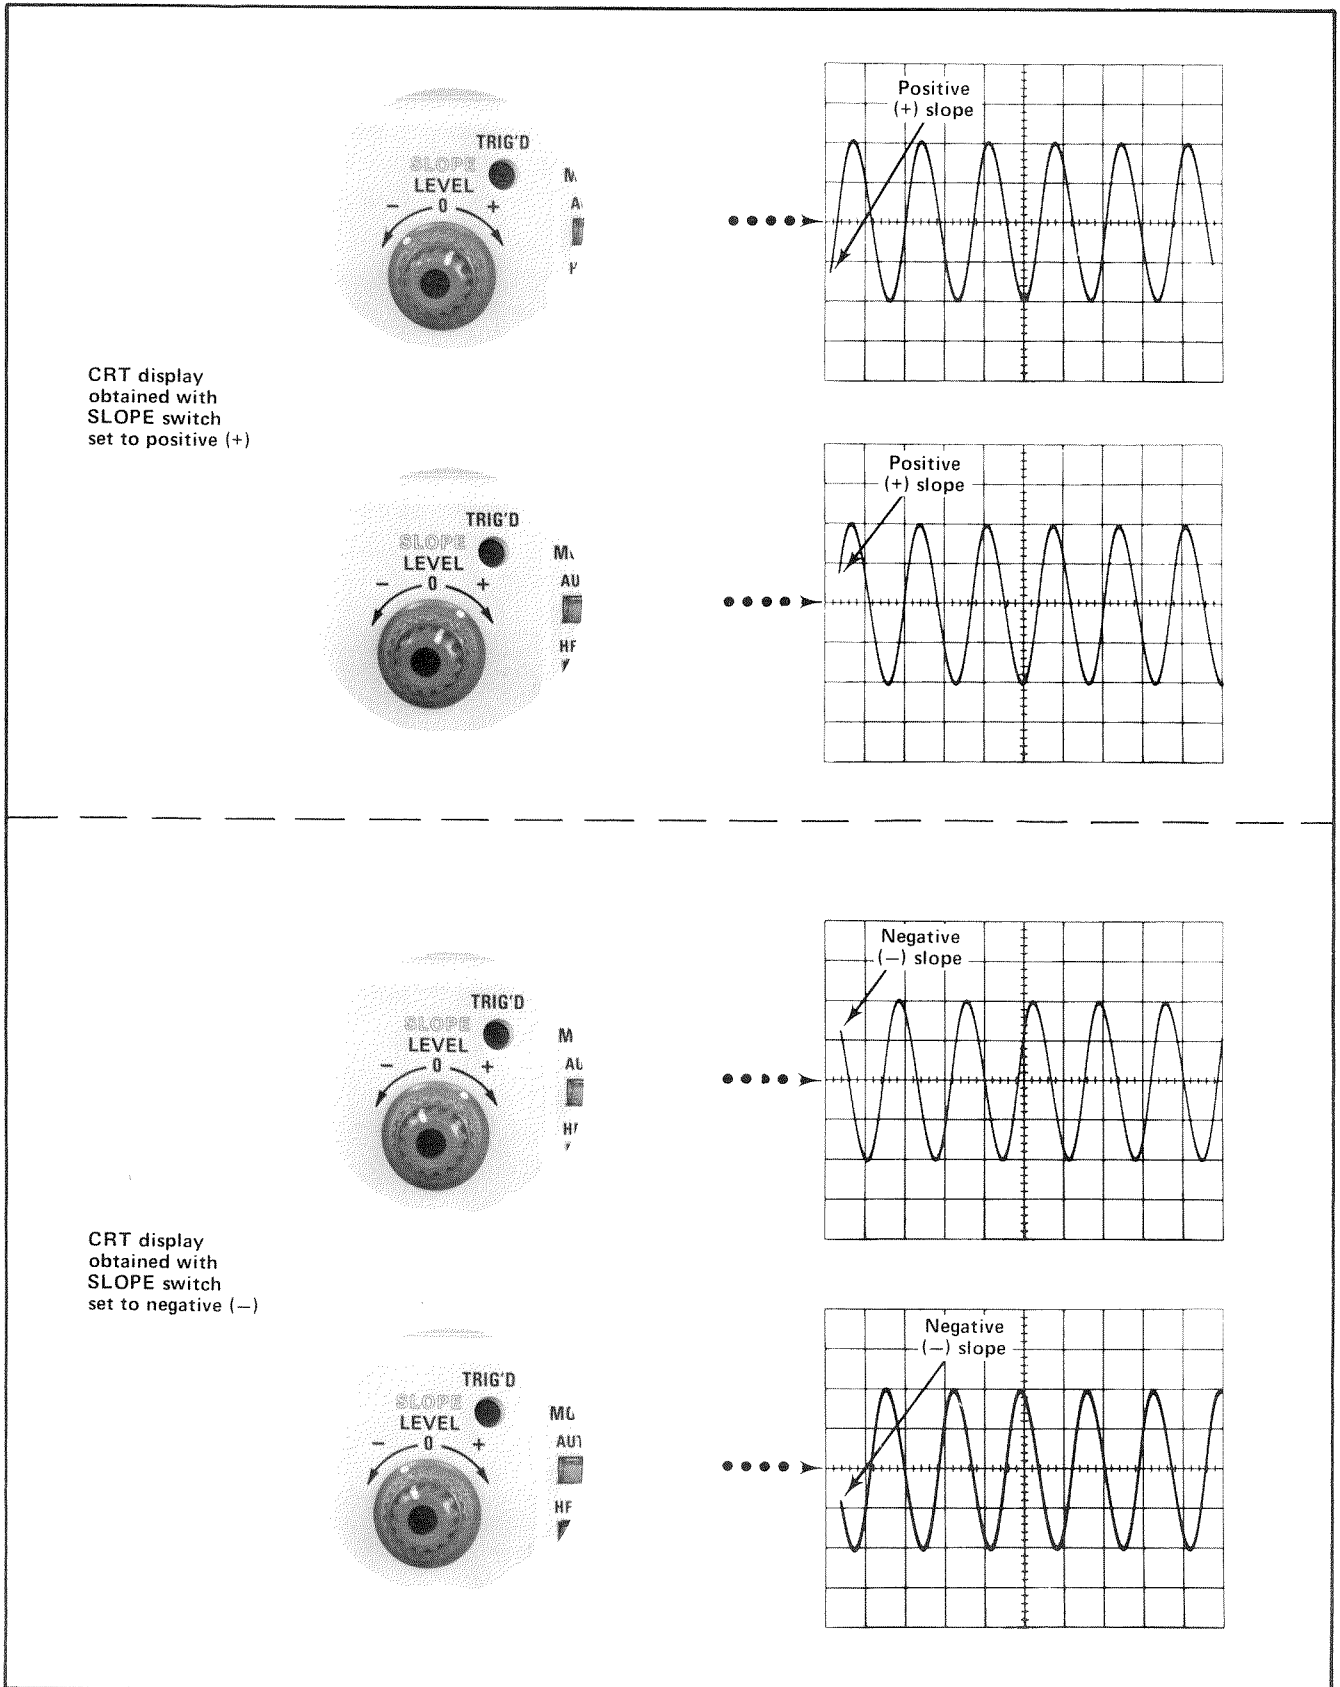 TRIG'D
SLOPE
LEVEL
− 0 +
Positive
(+) slope
CRT display
obtained with
SLOPE switch
set to positive (+)
TRIG'D
SLOPE
LEVEL
− 0 +
AU
HF
Positive
(+) slope
TRIG'D
SLOPE
LEVEL
− 0 +
Negative
(−) slope
CRT display
obtained with
SLOPE switch
set to negative (−)
TRIG'D
SLOPE
LEVEL
− 0 +
HF
Negative
(−) slope